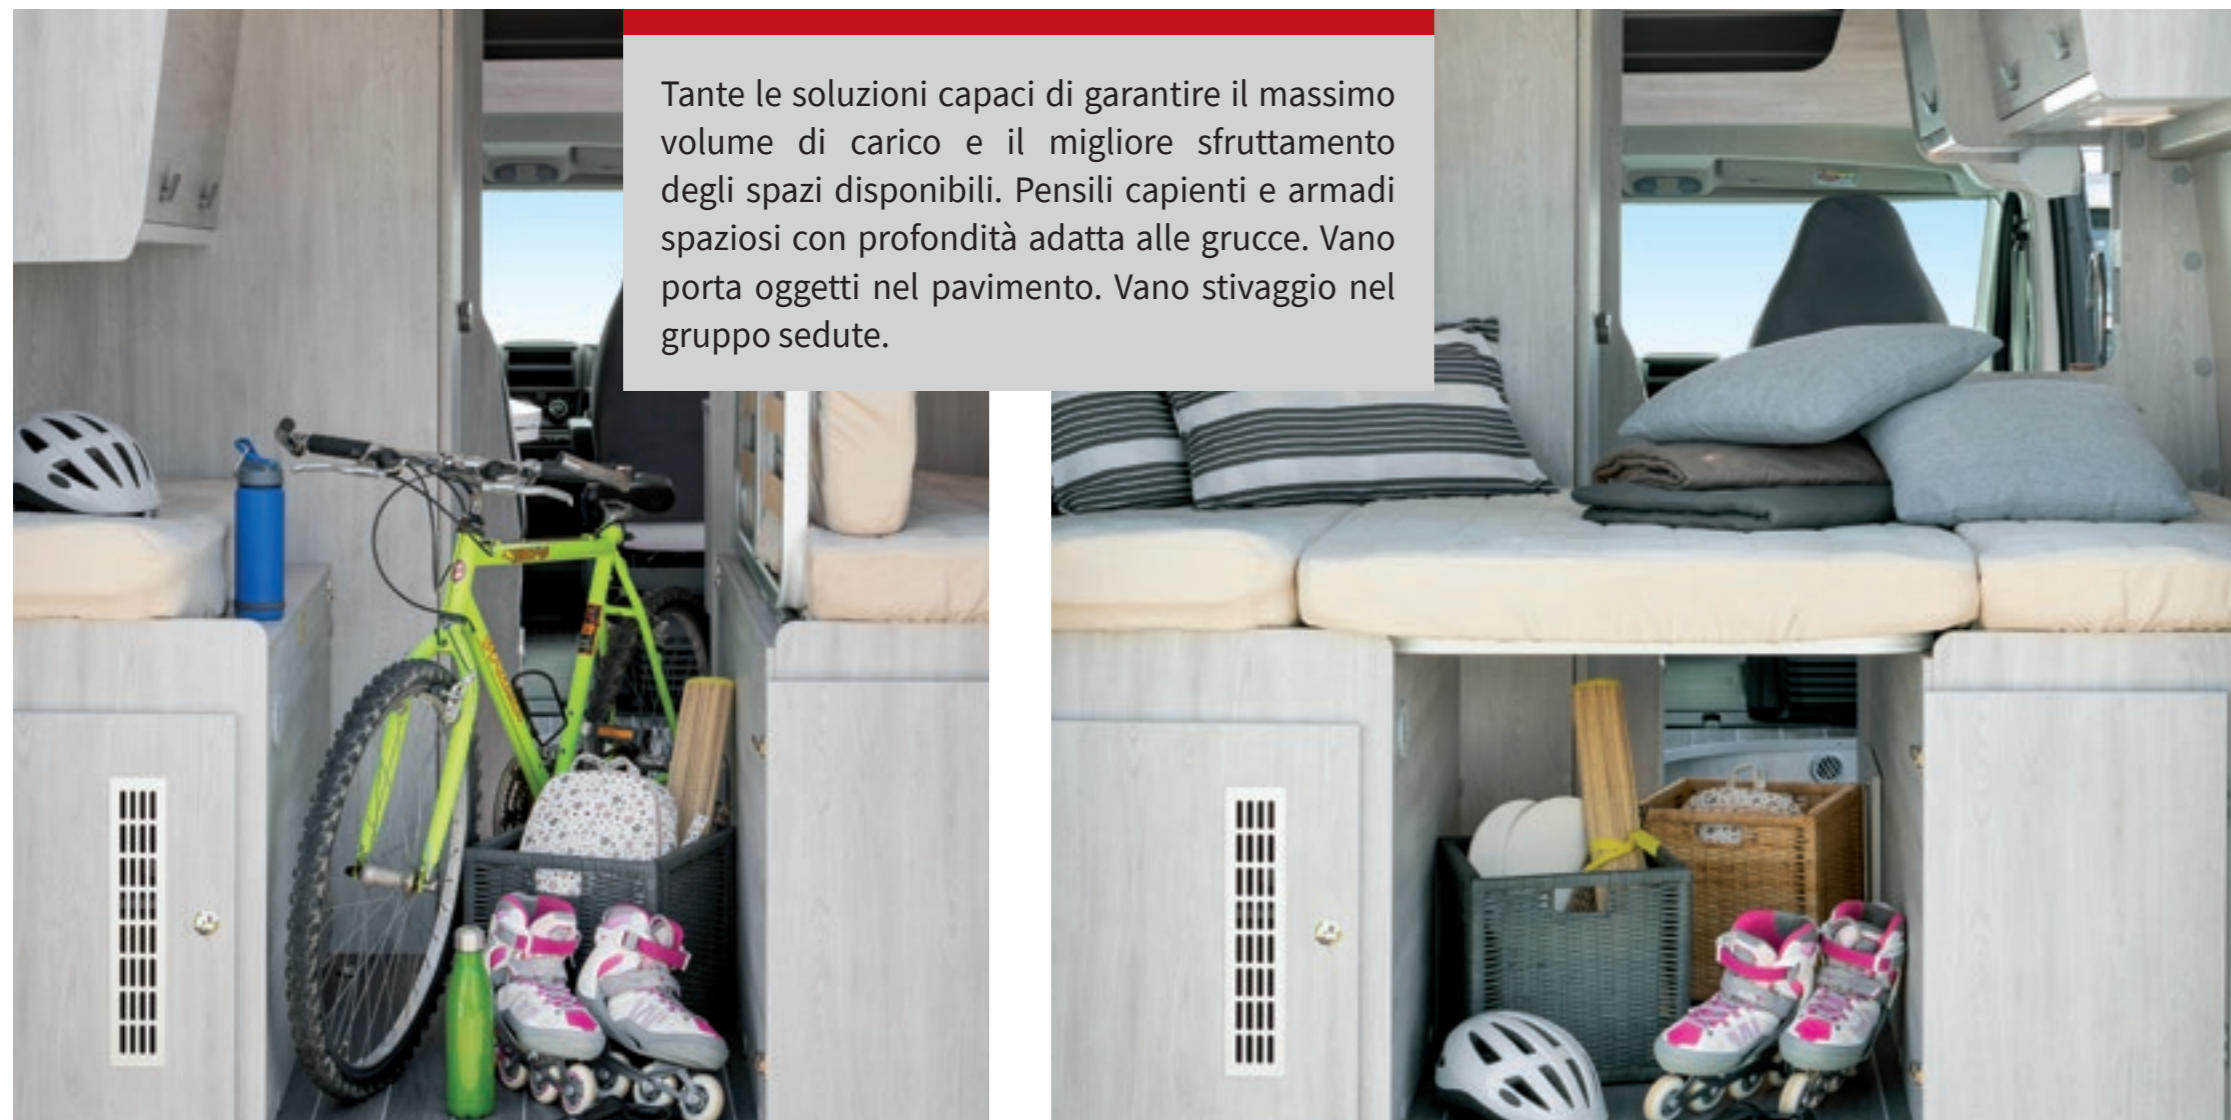 Tante le soluzioni capaci di garantire il massimo
volume di carico e il migliore sfruttamento
degli spazi disponibili. Pensili capienti e armadi
spaziosi con profondità adatta alle grucce. Vano
porta oggetti nel pavimento. Vano stivaggio nel
gruppo sedute.